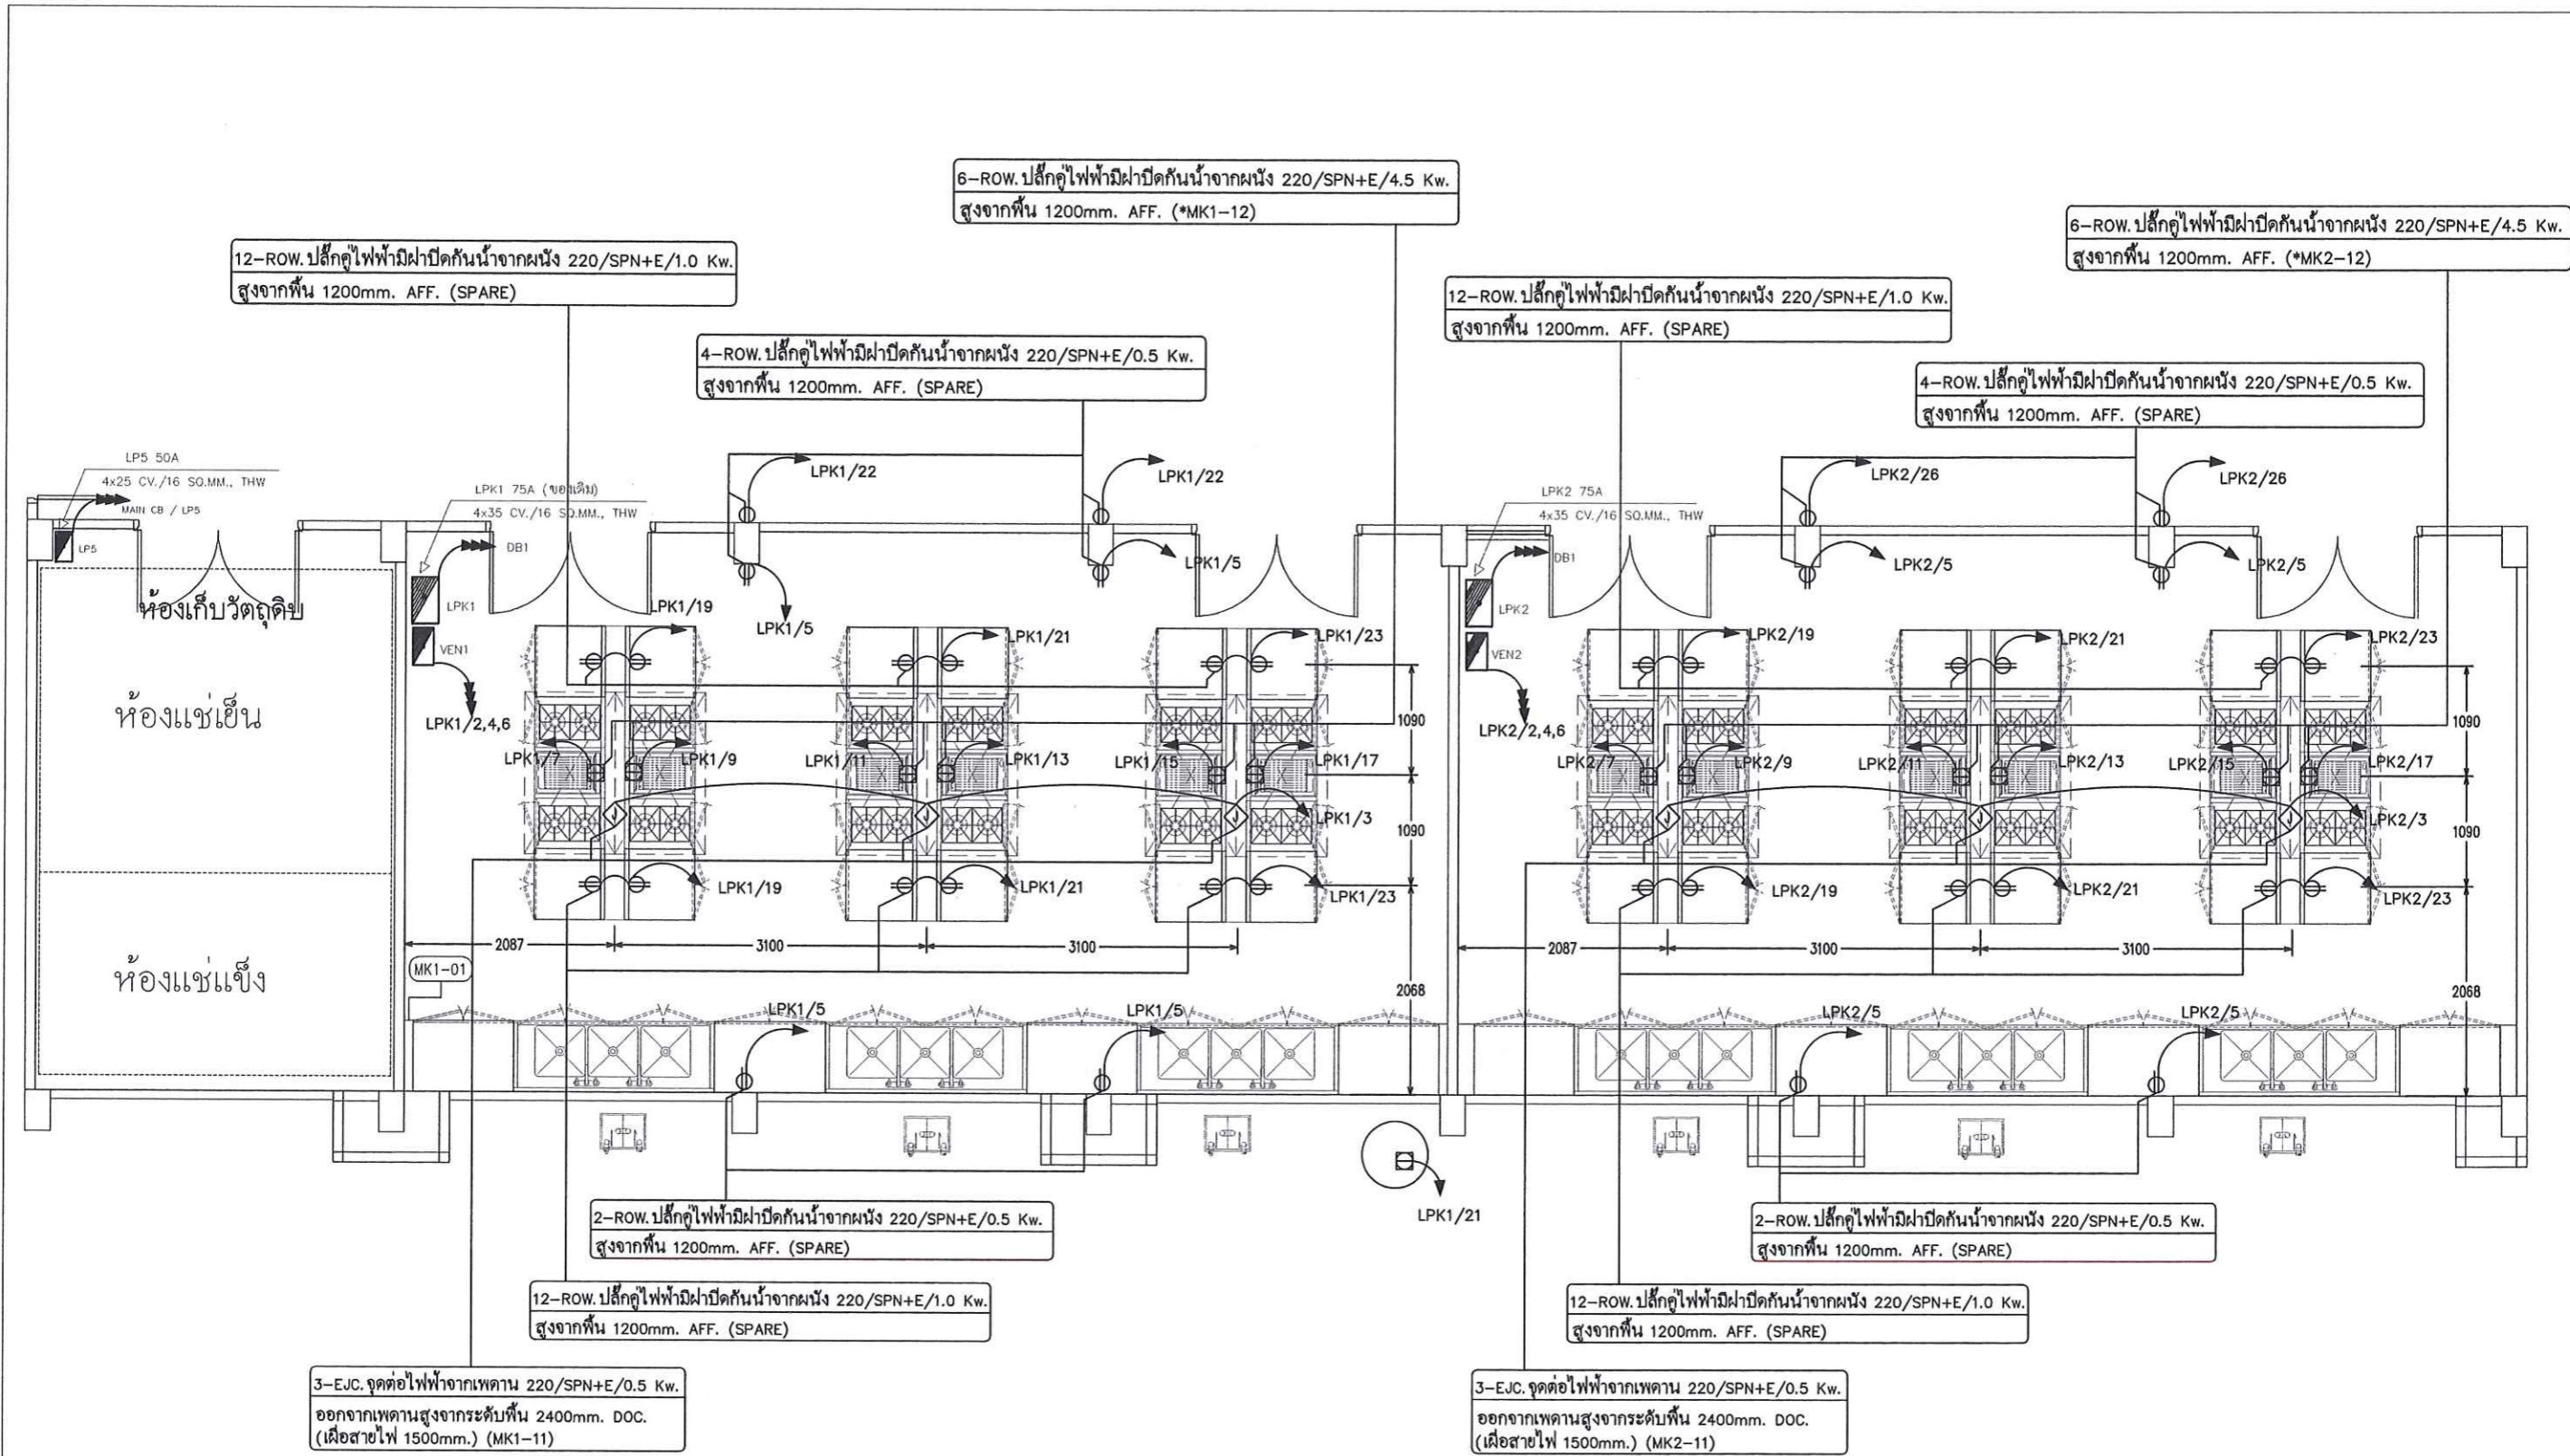 6-ROW.ปลั๊กคู่ไฟฟ้ามีฝาปิดกันน้ำจากผนัง 220/SPN+E/4.5 Kw.
สูงจากพื้น 1200mm. AFF. (*MK1-12)
6-ROW.ปลั๊กคู่ไฟฟ้ามีฝาปิดกันน้ำจากผนัง 220/SPN+E/4.5 Kw.
สูงจากพื้น 1200mm. AFF. (*MK2-12)
12-ROW.ปลั๊กคู่ไฟฟ้ามีฝาปิดกันน้ำจากผนัง 220/SPN+E/1.0 Kw.
สูงจากพื้น 1200mm. AFF. (SPARE)
12-ROW.ปลั๊กคู่ไฟฟ้ามีฝาปิดกันน้ำจากผนัง 220/SPN+E/1.0 Kw.
สูงจากพื้น 1200mm. AFF. (SPARE)
4-ROW.ปลั๊กคู่ไฟฟ้ามีฝาปิดกันน้ำจากผนัง 220/SPN+E/0.5 Kw.
สูงจากพื้น 1200mm. AFF. (SPARE)
4-ROW.ปลั๊กคู่ไฟฟ้ามีฝาปิดกันน้ำจากผนัง 220/SPN+E/0.5 Kw.
สูงจากพื้น 1200mm. AFF. (SPARE)
LP5 50A
4x25 CV./16 SQ.MM., THW
MAIN CB / LP5
LP5
LPK1 75A (ของเดิม)
4x35 CV./16 SQ.MM., THW
DB1
LPK1
VEN1
LPK1/2,4,6
LPK1/22
LPK1/22
LPK1/5
LPK1/5
LPK2 75A
4x35 CV./16 SQ.MM., THW
DB1
LPK2
VEN2
LPK2/2,4,6
LPK2/26
LPK2/26
LPK2/5
LPK2/5
ห้องเก็บวัตถุดิบ
ห้องแช่เย็น
ห้องแช่แข็ง
LPK1/19
LPK1/21
LPK1/23
LPK2/19
LPK2/21
LPK2/23
1090
1090
LPK1/7
LPK1/9
LPK1/11
LPK1/13
LPK1/15
LPK1/17
LPK2/7
LPK2/9
LPK2/11
LPK2/13
LPK2/15
LPK2/17
J
J
J
LPK1/3
1090
J
J
J
LPK2/3
1090
LPK1/19
LPK1/21
LPK1/23
LPK2/19
LPK2/21
LPK2/23
2087
3100
3100
2087
3100
3100
MK1-01
2068
2068
LPK1/5
LPK1/5
LPK2/5
LPK2/5
LPK1/21
2-ROW.ปลั๊กคู่ไฟฟ้ามีฝาปิดกันน้ำจากผนัง 220/SPN+E/0.5 Kw.
สูงจากพื้น 1200mm. AFF. (SPARE)
2-ROW.ปลั๊กคู่ไฟฟ้ามีฝาปิดกันน้ำจากผนัง 220/SPN+E/0.5 Kw.
สูงจากพื้น 1200mm. AFF. (SPARE)
12-ROW.ปลั๊กคู่ไฟฟ้ามีฝาปิดกันน้ำจากผนัง 220/SPN+E/1.0 Kw.
สูงจากพื้น 1200mm. AFF. (SPARE)
12-ROW.ปลั๊กคู่ไฟฟ้ามีฝาปิดกันน้ำจากผนัง 220/SPN+E/1.0 Kw.
สูงจากพื้น 1200mm. AFF. (SPARE)
3-EJC.จุดต่อไฟฟ้าจากเพดาน 220/SPN+E/0.5 Kw.
ออกจากเพดานสูงจากระดับพื้น 2400mm. DOC.
(เผื่อสายไฟ 1500mm.) (MK1-11)
3-EJC.จุดต่อไฟฟ้าจากเพดาน 220/SPN+E/0.5 Kw.
ออกจากเพดานสูงจากระดับพื้น 2400mm. DOC.
(เผื่อสายไฟ 1500mm.) (MK2-11)